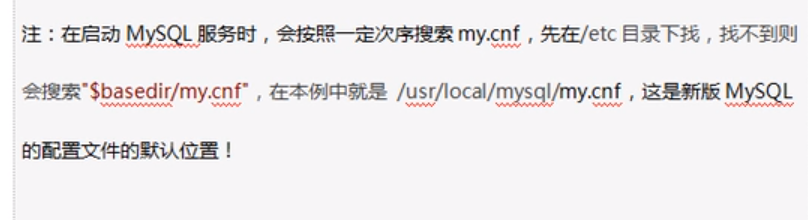 注：在启动 MySQL 服务时，会按照一定次序搜索 my.cnf，先在/etc 目录下找，找不到则
会搜索"$basedir/my.cnf"，在本例中就是 /usr/local/mysql/my.cnf，这是新版 MySQL
的配置文件的默认位置！